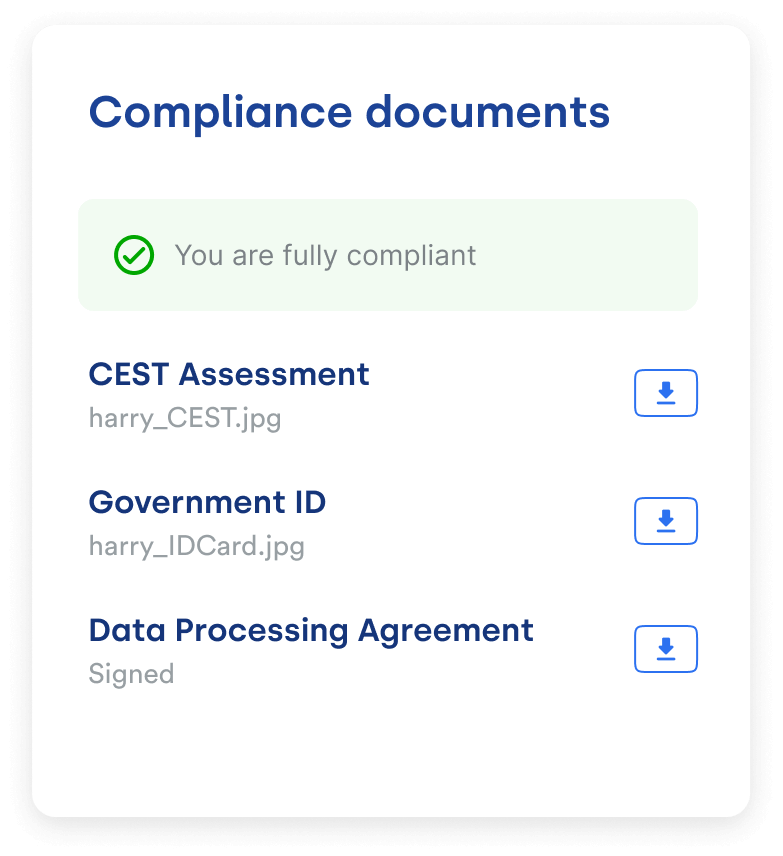 Compliance documents
You are fully compliant
CEST Assessment
harry_CEST.jpg
Government ID
harry_IDCard.jpg
Data Processing Agreement
Signed